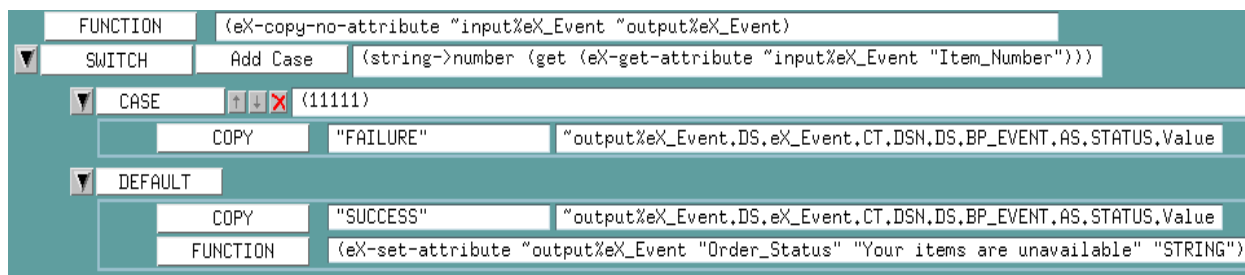 FUNCTION (eX-copy-no-attribute ~input%eX_Event ~output%eX_Event)
SWITCH Add Case (string->number (get (eX-get-attribute ~input%eX_Event "Item_Number")))
CASE (11111)
COPY "FAILURE" ~output%eX_Event.DS.eX_Event.CT.DSN.DS.BP_EVENT.AS.STATUS.Value
DEFAULT
COPY "SUCCESS" ~output%eX_Event.DS.eX_Event.CT.DSN.DS.BP_EVENT.AS.STATUS.Value
FUNCTION (eX-set-attribute ~output%eX_Event "Order_Status" "Your items are unavailable" "STRING")